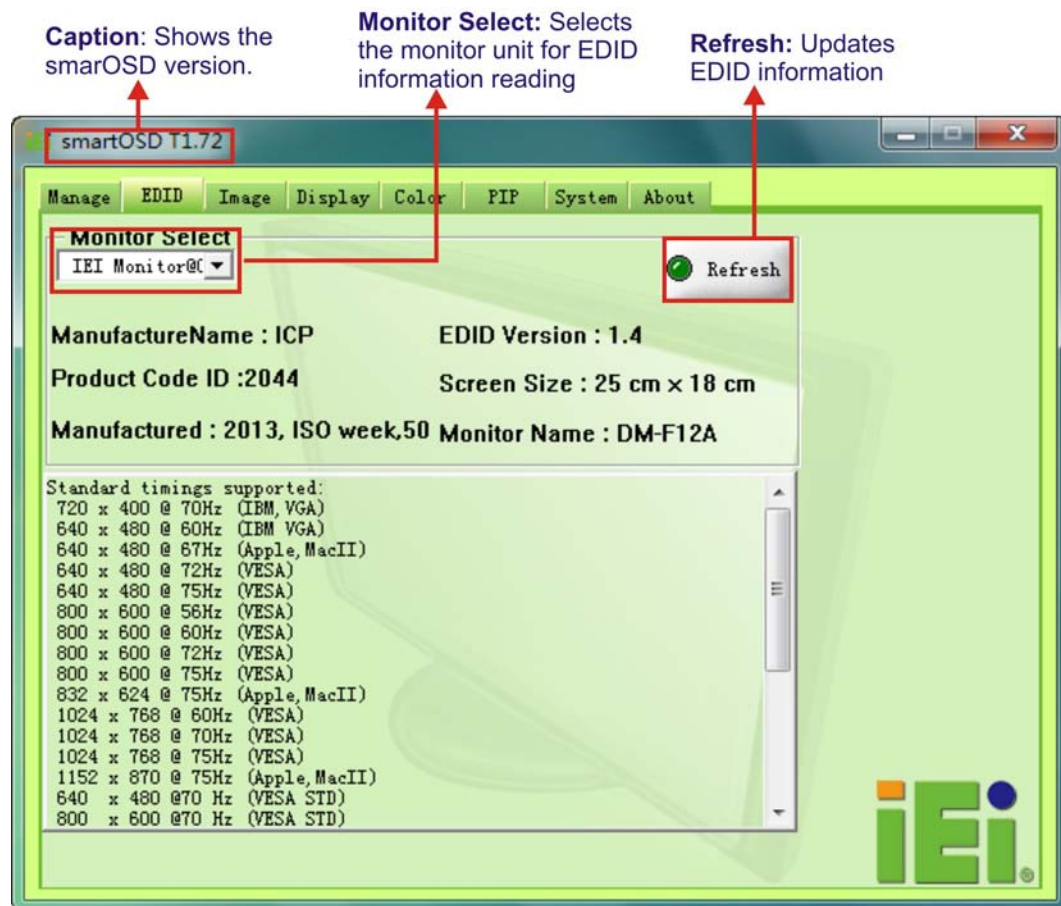 Caption: Shows the
smarOSD version.
Monitor Select: Selects
the monitor unit for EDID
information reading
Refresh: Updates
EDID information
smartOSD T1.72
Manage EDID Image Display Color PIP System About
Monitor Select
IEI Monitor@
Refresh
ManufactureName : ICP
EDID Version : 1.4
Product Code ID :2044
Screen Size : 25 cm × 18 cm
Manufactured : 2013, ISO week,50
Monitor Name : DM-F12A
Standard timings supported:
720 x 400 @ 70Hz (IBM, VGA)
640 x 480 @ 60Hz (IBM VGA)
640 x 480 @ 67Hz (Apple,MacII)
640 x 480 @ 72Hz (VESA)
640 x 480 @ 75Hz (VESA)
800 x 600 @ 56Hz (VESA)
800 x 600 @ 60Hz (VESA)
800 x 600 @ 72Hz (VESA)
800 x 600 @ 75Hz (VESA)
832 x 624 @ 75Hz (Apple,MacII)
1024 x 768 @ 60Hz (VESA)
1024 x 768 @ 70Hz (VESA)
1024 x 768 @ 75Hz (VESA)
1152 x 870 @ 75Hz (Apple,MacII)
640 x 480 @70 Hz (VESA STD)
800 x 600 @70 Hz (VESA STD)
iEi®